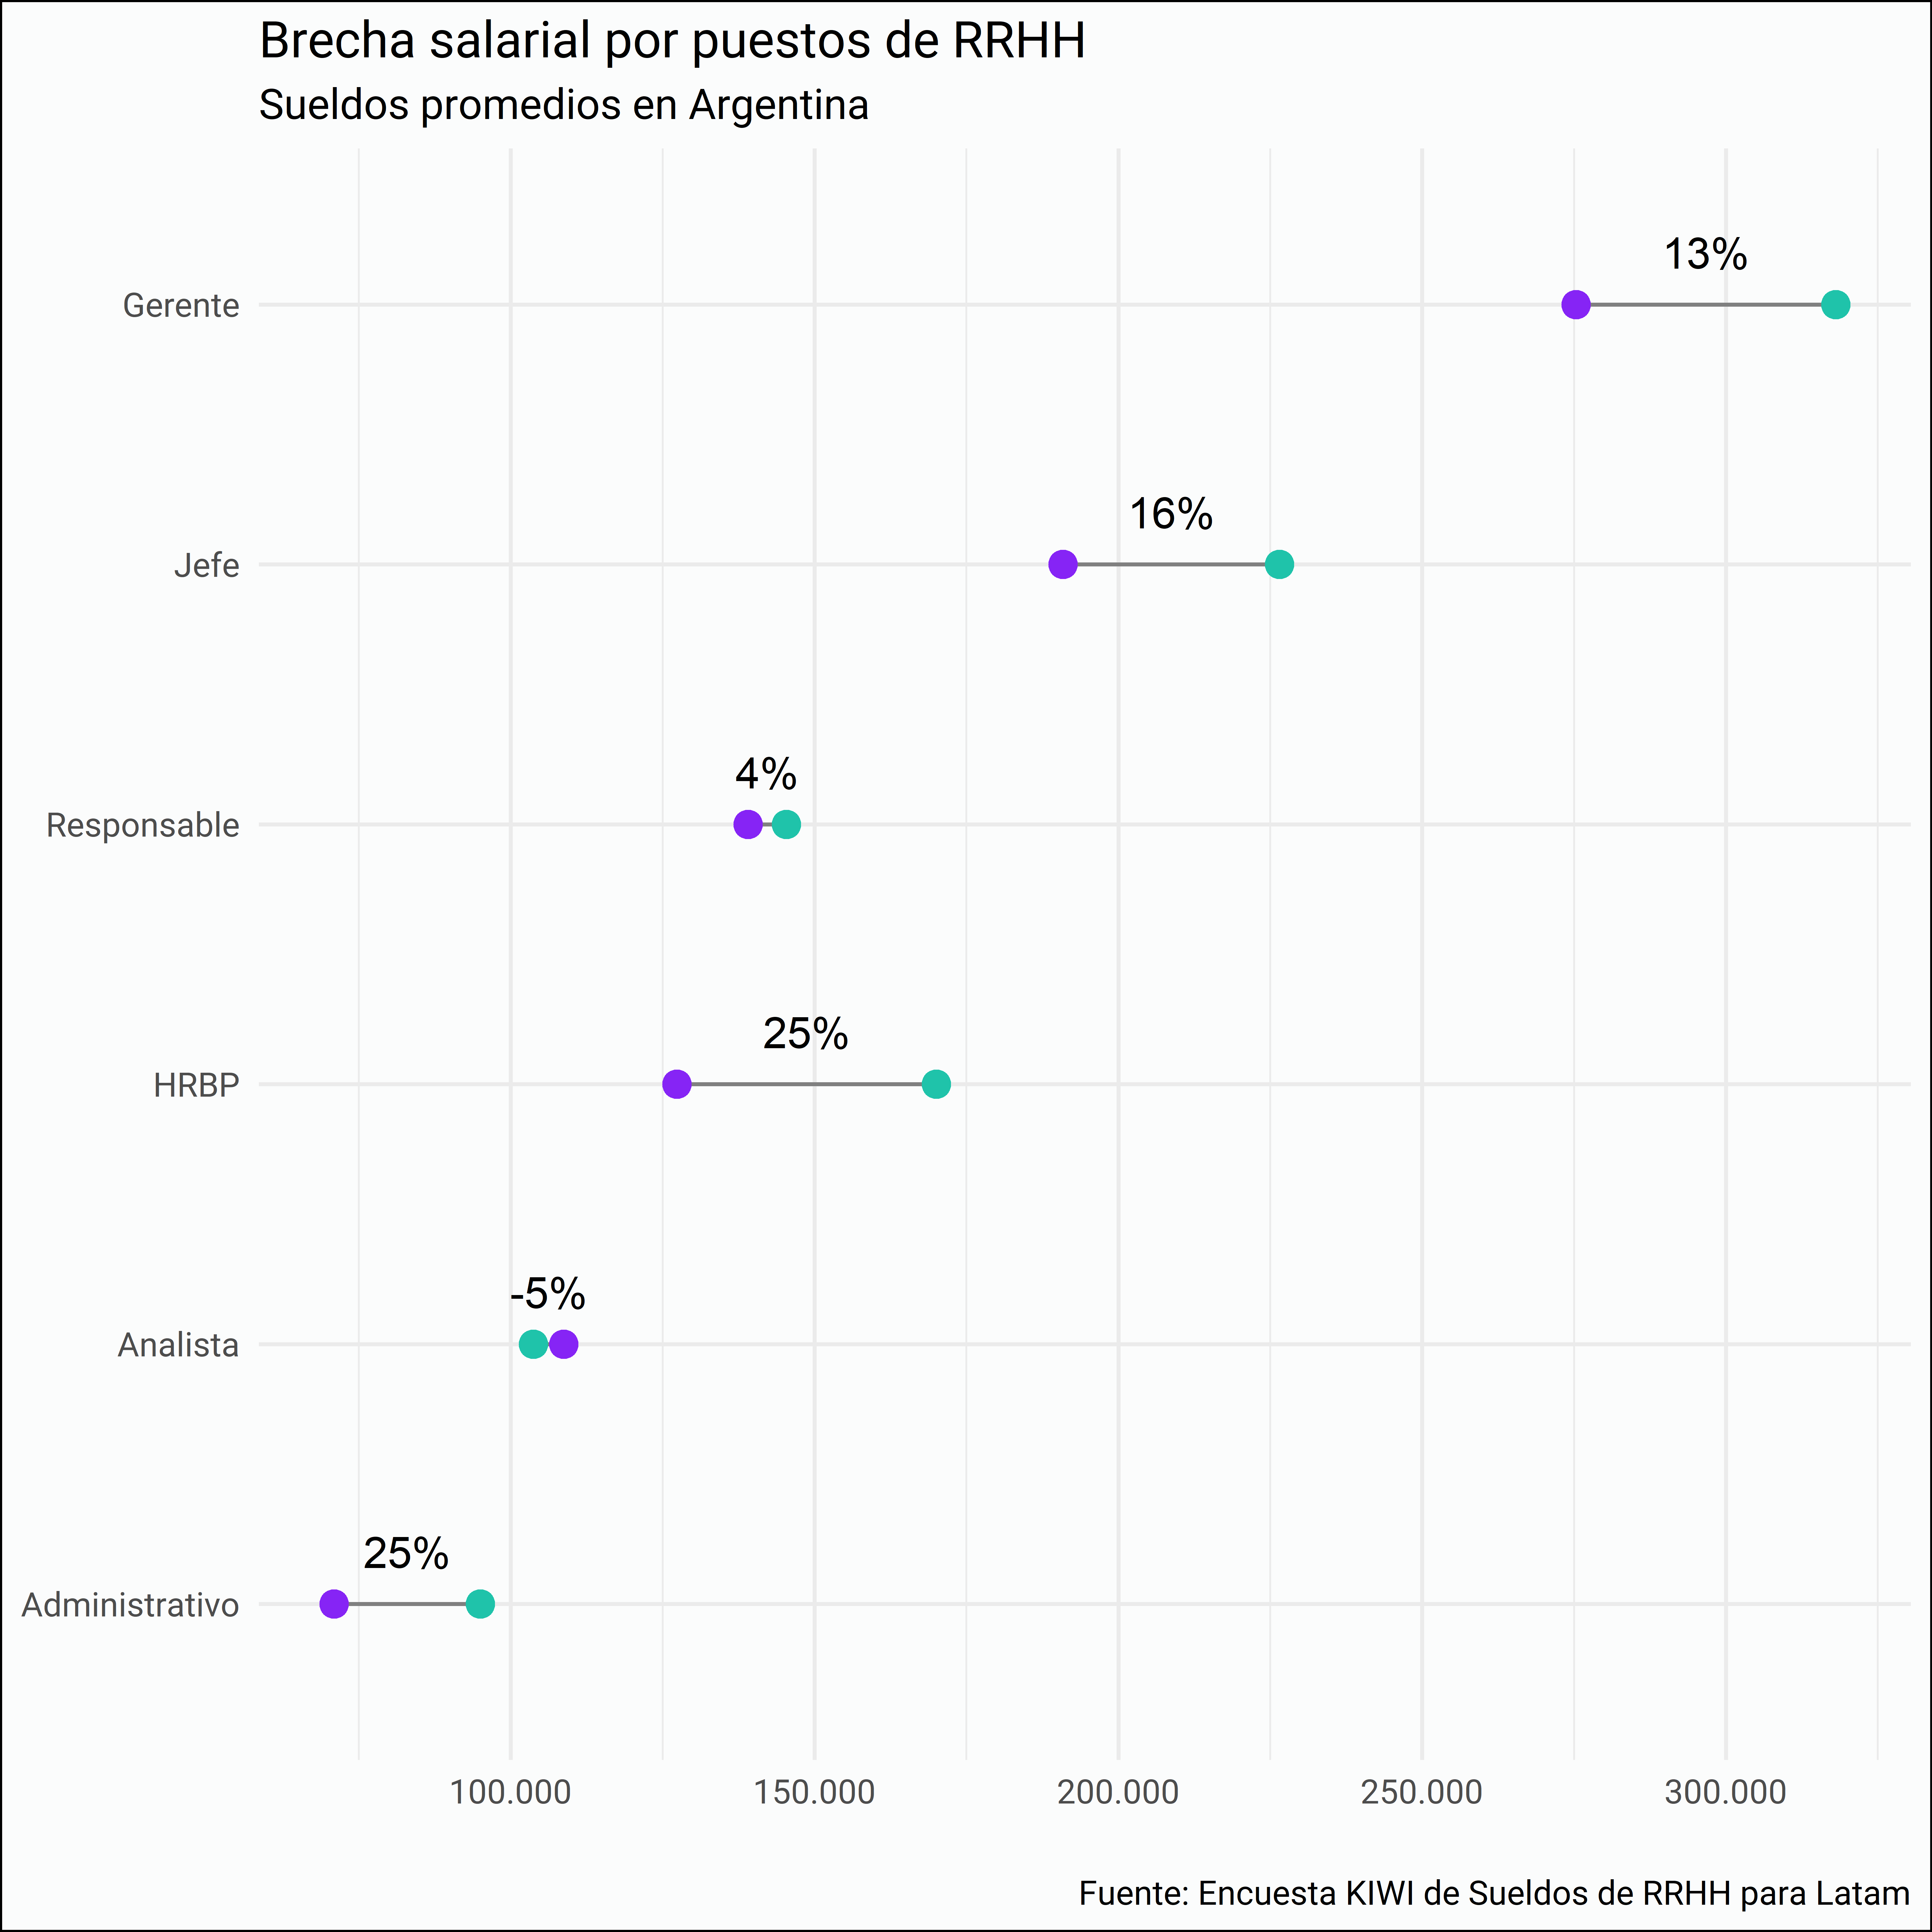 Brecha salarial por puestos de RRHH
Sueldos promedios en Argentina
13%
Gerente
16%
Jefe
4%
Responsable
25%
HRBP
-5%
Analista
25%
Administrativo
100.000 150.000 200.000 250.000 300.000
Fuente: Encuesta KIWI de Sueldos de RRHH para Latam